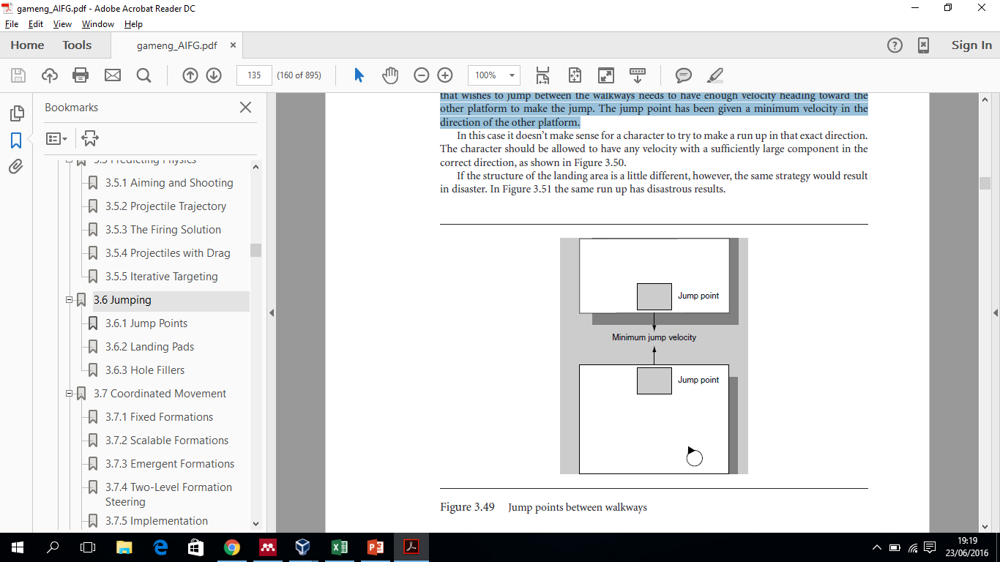 gameng_AIFG.pdf - Adobe Acrobat Reader DC
File Edit View Window Help
Home Tools gameng_AIFG.pdf × Sign In
135 (160 of 895) 100%
Bookmarks
3.5 Predicting Physics
3.5.1 Aiming and Shooting
3.5.2 Projectile Trajectory
3.5.3 The Firing Solution
3.5.4 Projectiles with Drag
3.5.5 Iterative Targeting
3.6 Jumping
3.6.1 Jump Points
3.6.2 Landing Pads
3.6.3 Hole Fillers
3.7 Coordinated Movement
3.7.1 Fixed Formations
3.7.2 Scalable Formations
3.7.3 Emergent Formations
3.7.4 Two-Level Formation
Steering
3.7.5 Implementation
that wishes to jump between the walkways needs to have enough velocity heading toward the
other platform to make the jump. The jump point has been given a minimum velocity in the
direction of the other platform.
In this case it doesn't make sense for a character to try to make a run up in that exact direction.
The character should be allowed to have any velocity with a sufficiently large component in the
correct direction, as shown in Figure 3.50.
If the structure of the landing area is a little different, however, the same strategy would result
in disaster. In Figure 3.51 the same run up has disastrous results.
Jump point
Minimum jump velocity
Jump point
Figure 3.49 Jump points between walkways
19:19
23/06/2016